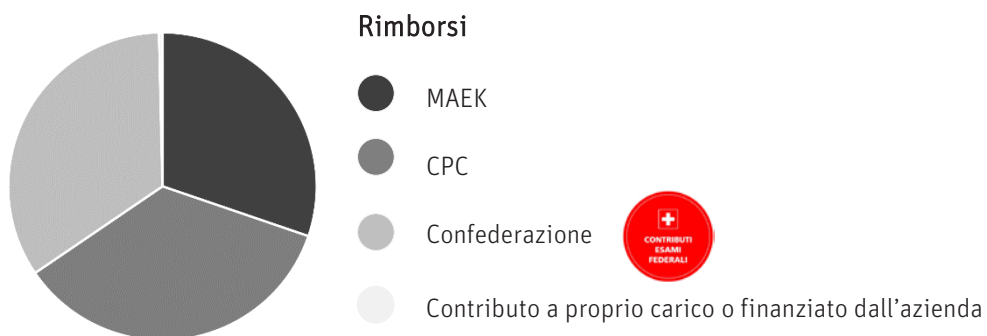 Rimborsi
MAEK
CPC
Confederazione
CONTRIBUTI
ESAMI
FEDERALI
Contributo a proprio carico o finanziato dall'azienda